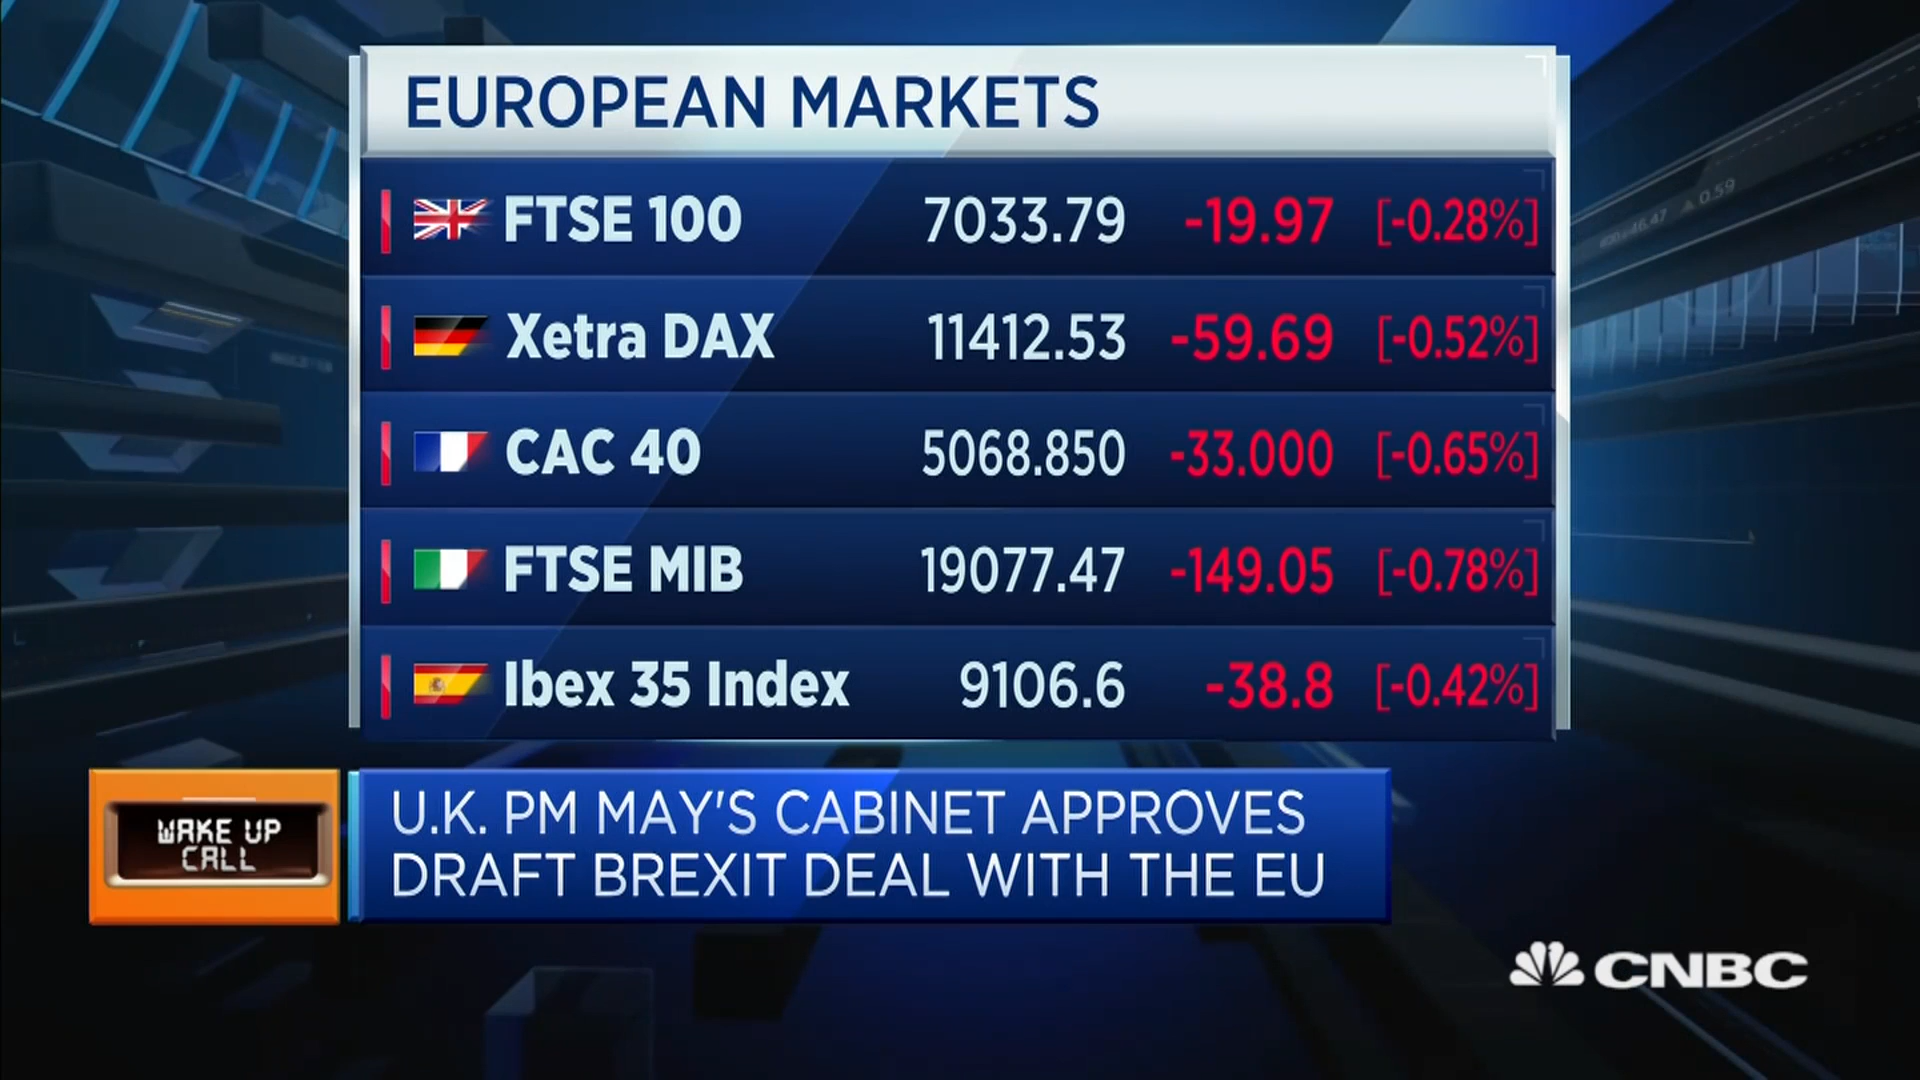 EUROPEAN MARKETS
FTSE 100 7033.79 -19.97 [-0.28%]
Xetra DAX 11412.53 -59.69 [-0.52%]
CAC 40 5068.850 -33.000 [-0.65%]
FTSE MIB 19077.47 -149.05 [-0.78%]
Ibex 35 Index 9106.6 -38.8 [-0.42%]
WAKE UP
CALL
U.K. PM MAY'S CABINET APPROVES
DRAFT BREXIT DEAL WITH THE EU
CNBC